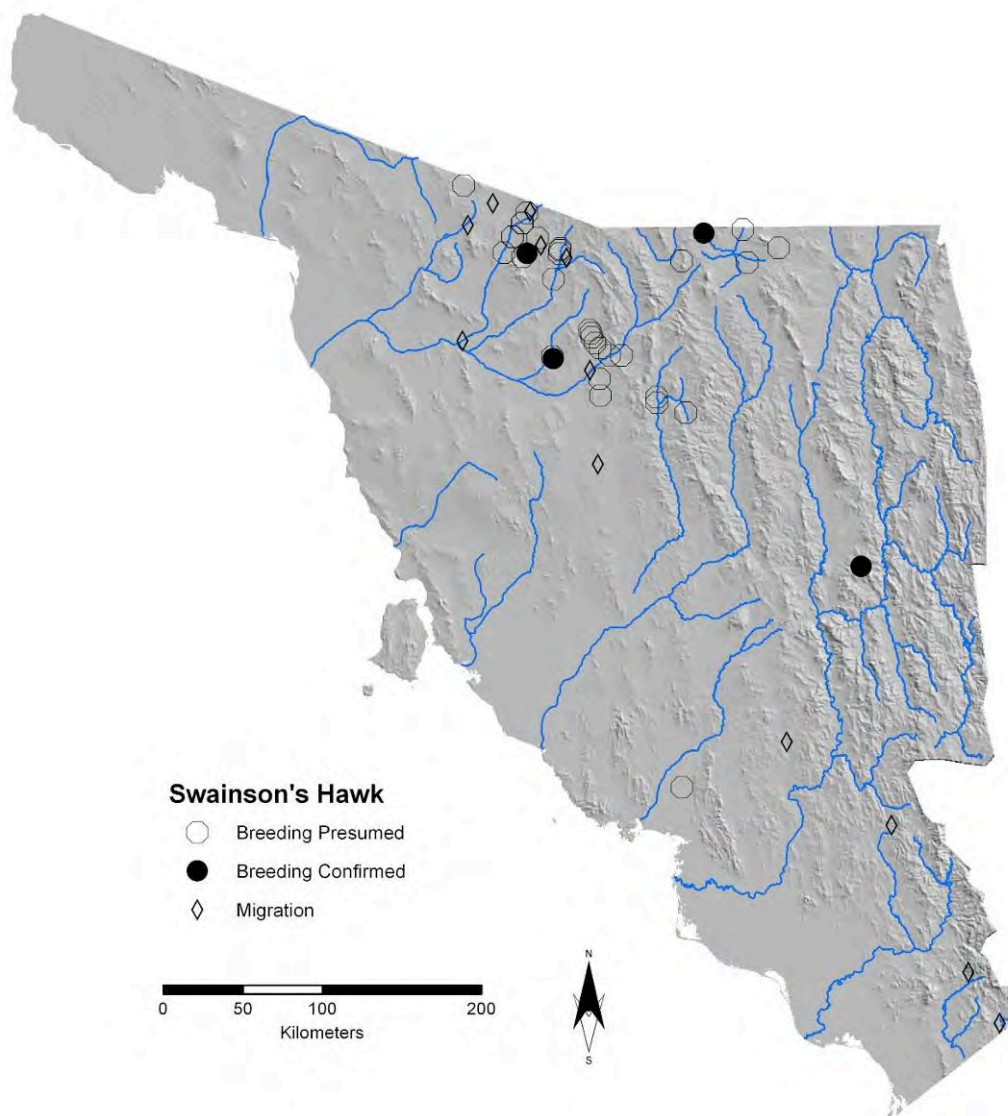 Swainson's Hawk
Breeding Presumed
Breeding Confirmed
Migration
0 50 100 200
Kilometers
N
S